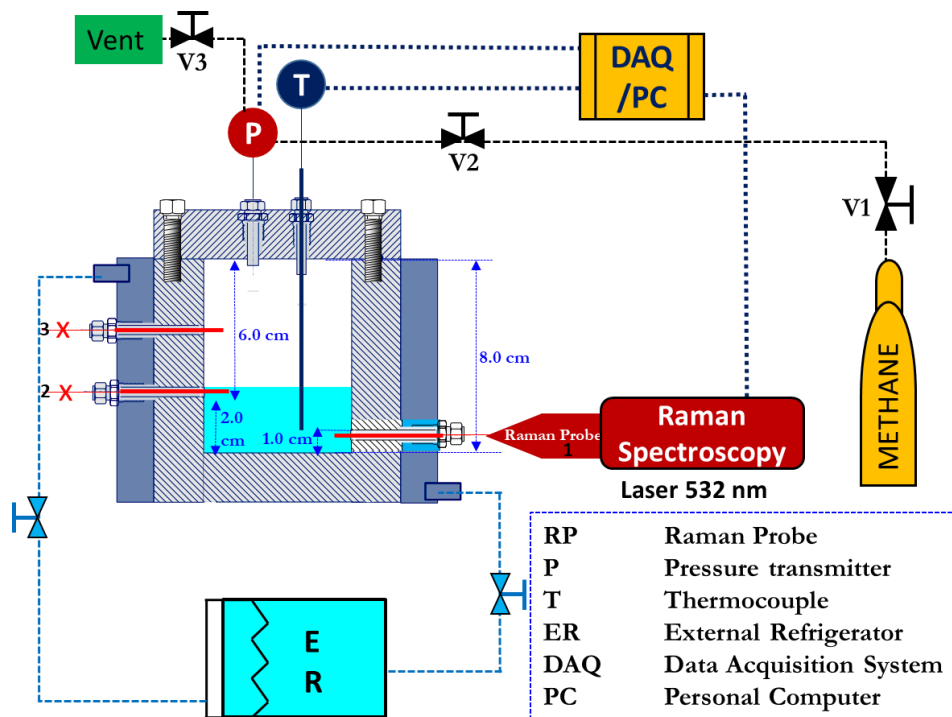 Vent
V3
T
DAQ
/PC
P
V2
V1
3 X
6.0 cm
8.0 cm
2 X
2.0
cm
1.0 cm
Raman Probe
1
Raman
Spectroscopy
Laser 532 nm
METHANE
E
R
RP Raman Probe
P Pressure transmitter
T Thermocouple
ER External Refrigerator
DAQ Data Acquisition System
PC Personal Computer